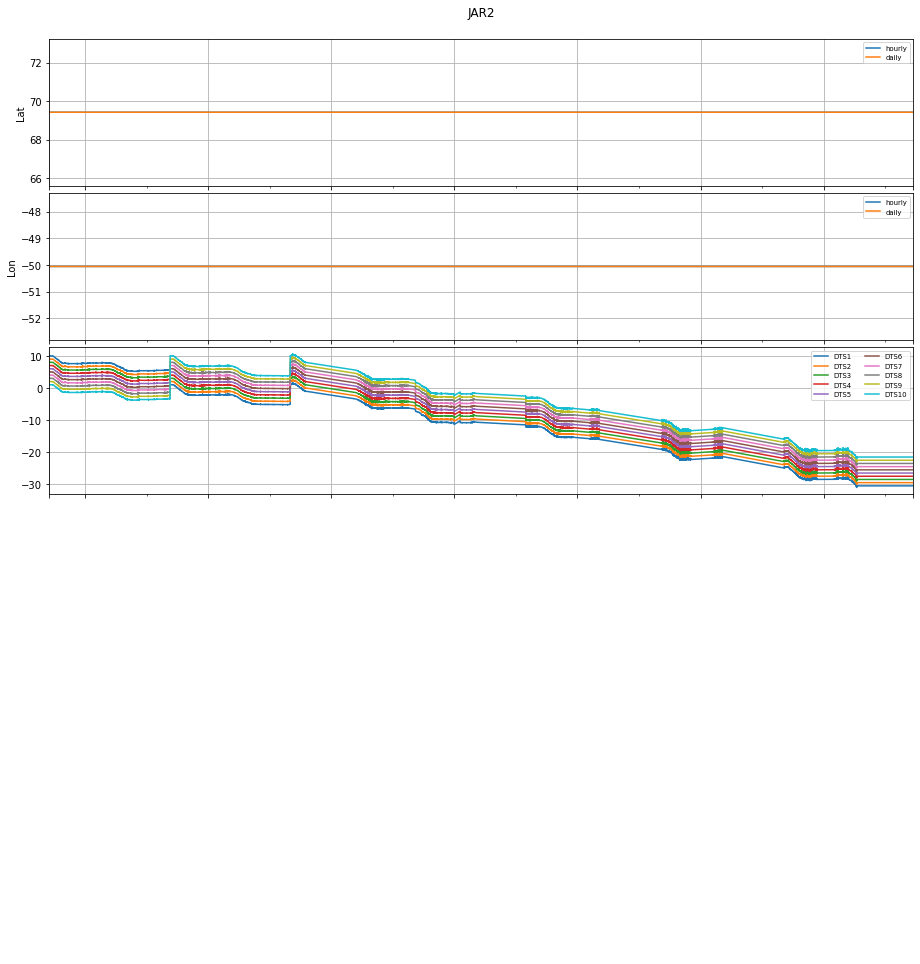 JAR2
72
70
68
66
Lat
hourly
daily
−48
−49
−50
−51
−52
Lon
hourly
daily
10
0
−10
−20
−30
DTS1 DTS6
DTS2 DTS7
DTS3 DTS8
DTS4 DTS9
DTS5 DTS10